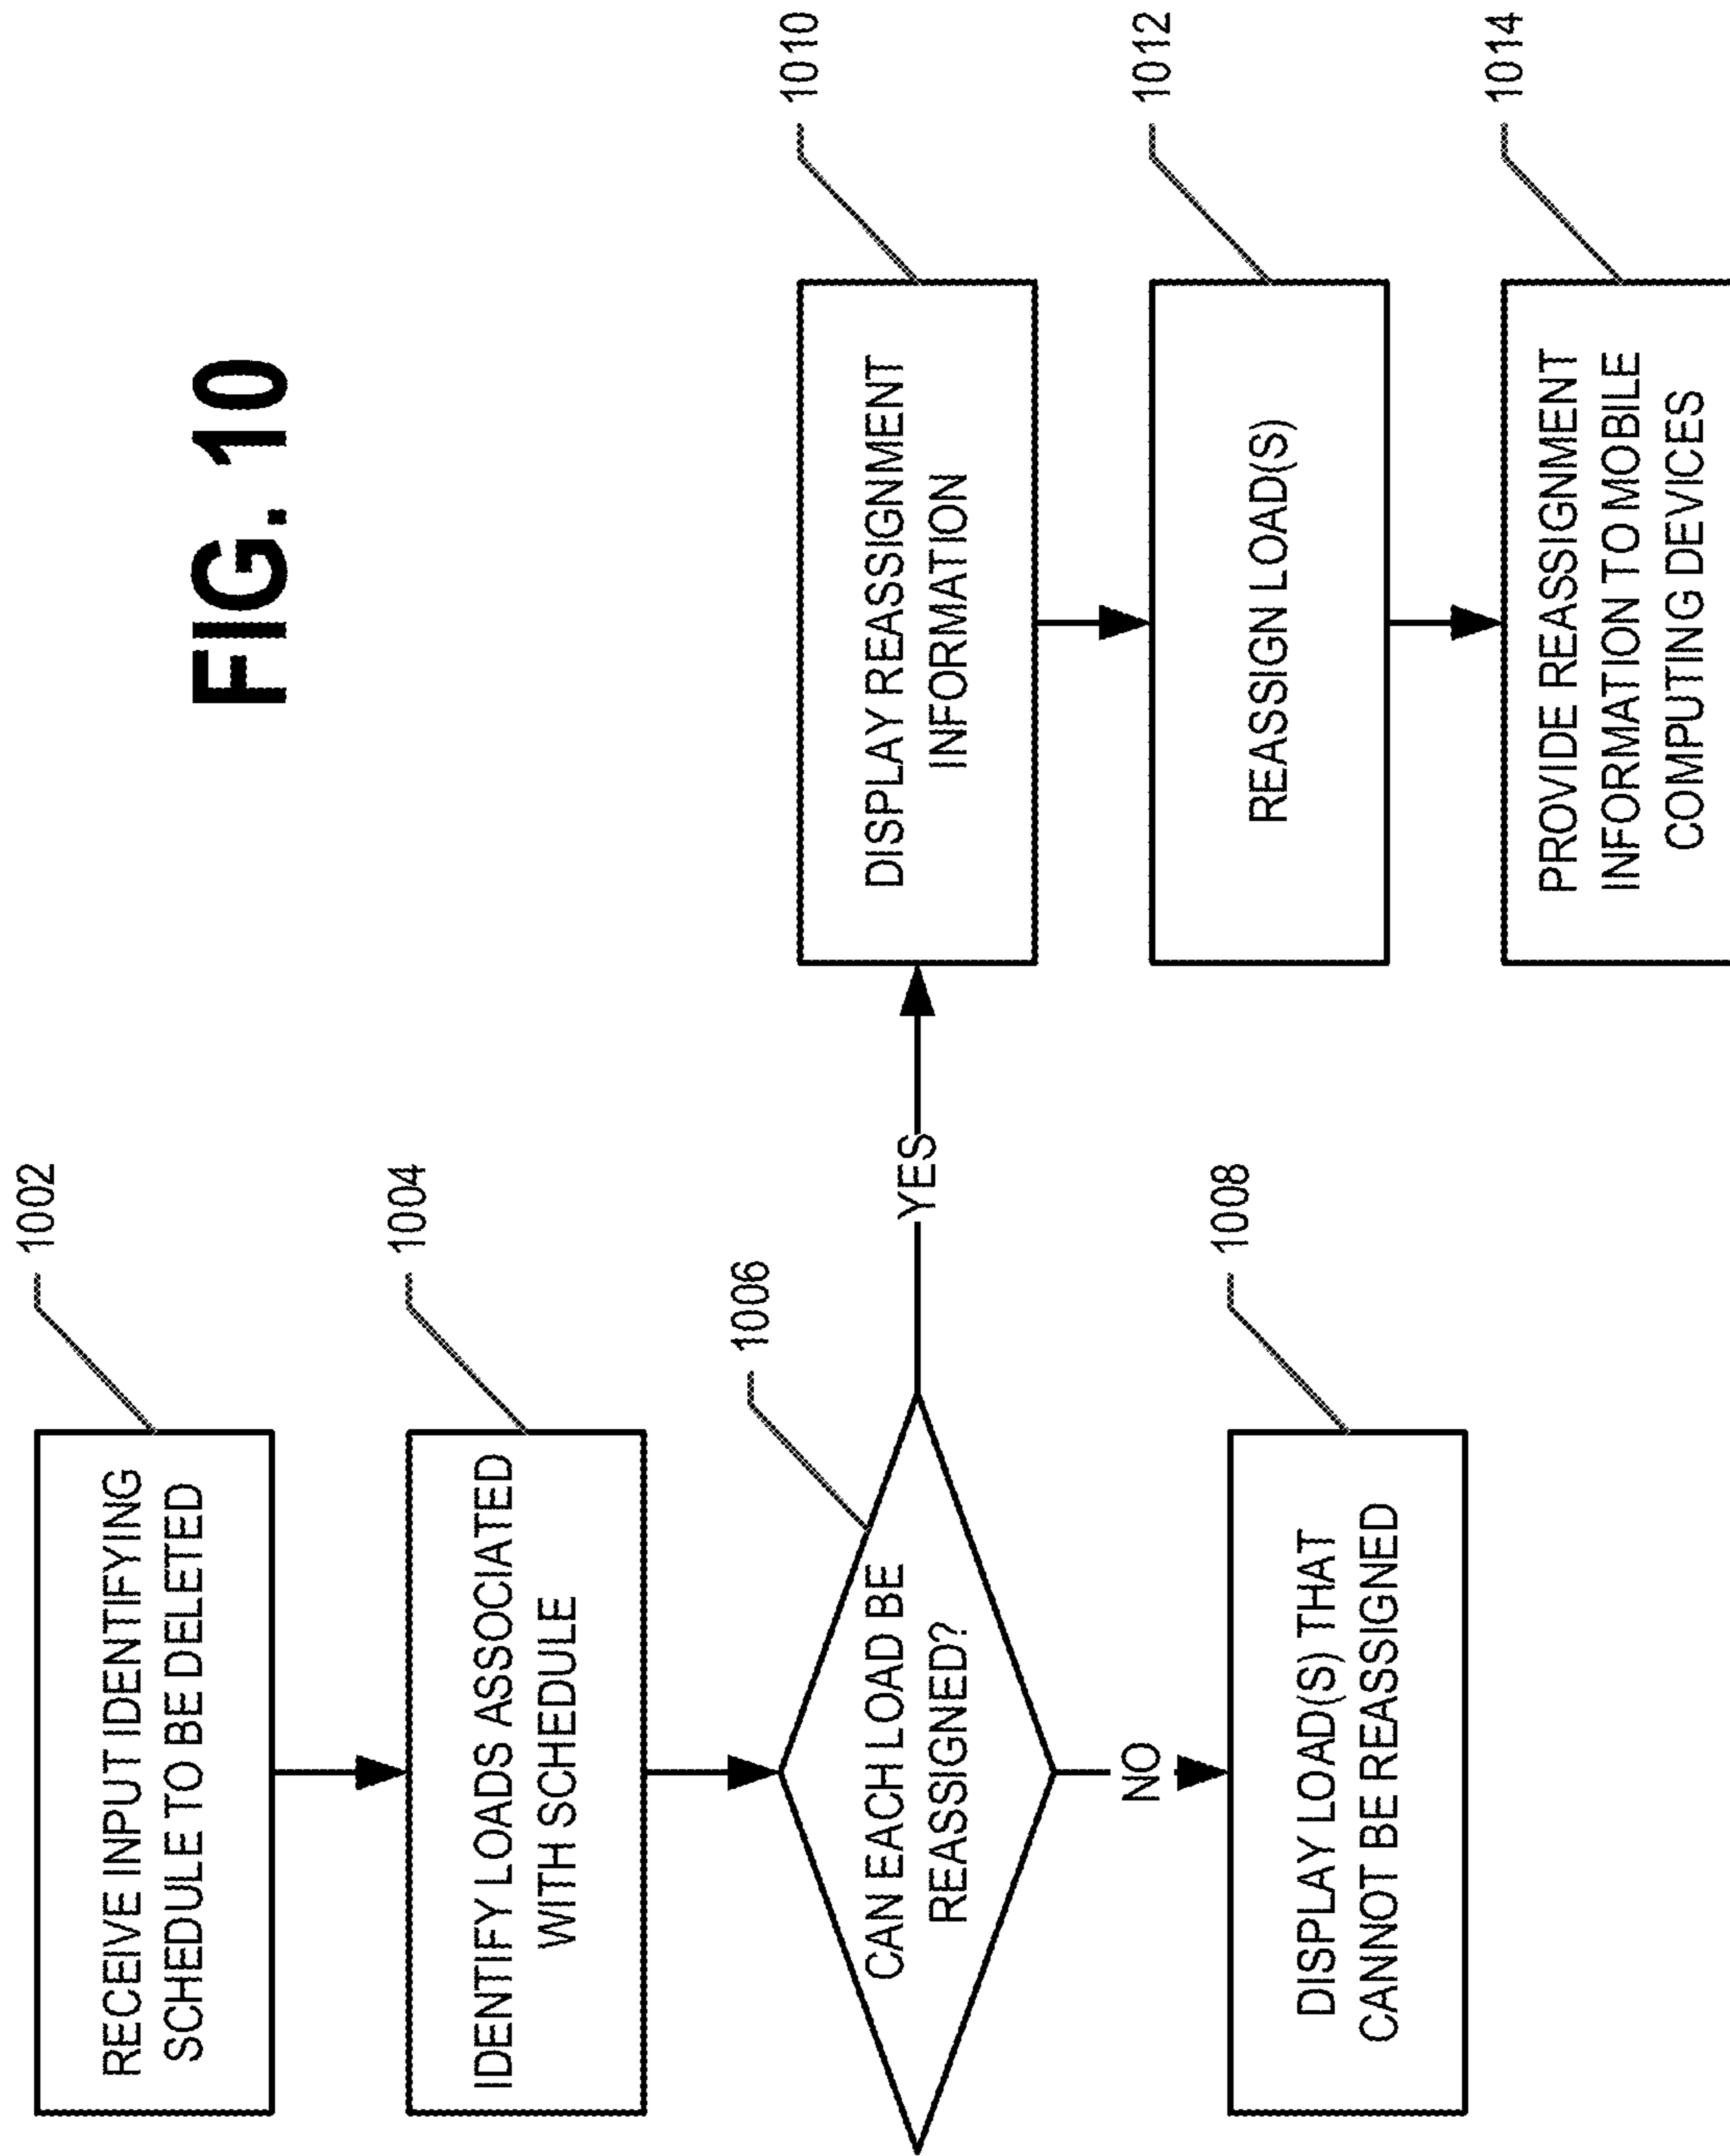 FIG. 10
1002
RECEIVE INPUT IDENTIFYING
SCHEDULE TO BE DELETED
1004
IDENTIFY LOADS ASSOCIATED
WITH SCHEDULE
1006
CAN EACH LOAD BE
REASSIGNED?
YES
NO
1008
DISPLAY LOAD(S) THAT
CANNOT BE REASSIGNED
1010
DISPLAY REASSIGNMENT
INFORMATION
1012
REASSIGN LOAD(S)
1014
PROVIDE REASSIGNMENT
INFORMATION TO MOBILE
COMPUTING DEVICES